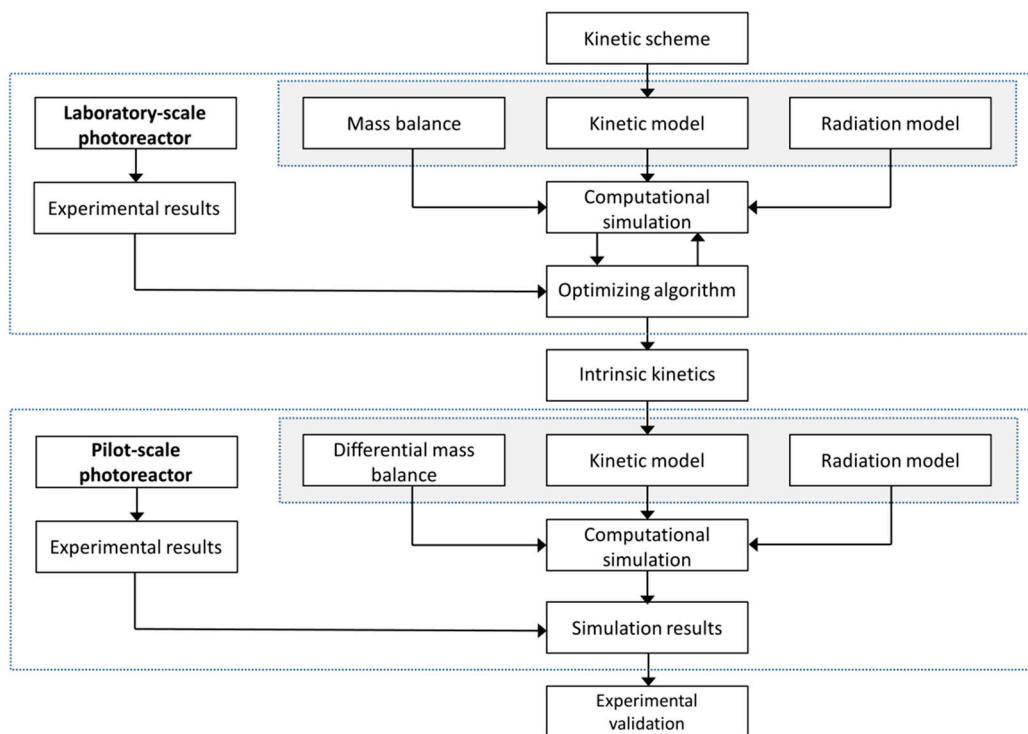 Kinetic scheme
Laboratory-scale
photoreactor
Mass balance
Kinetic model
Radiation model
Experimental results
Computational
simulation
Optimizing algorithm
Intrinsic kinetics
Pilot-scale
photoreactor
Differential mass
balance
Kinetic model
Radiation model
Experimental results
Computational
simulation
Simulation results
Experimental
validation